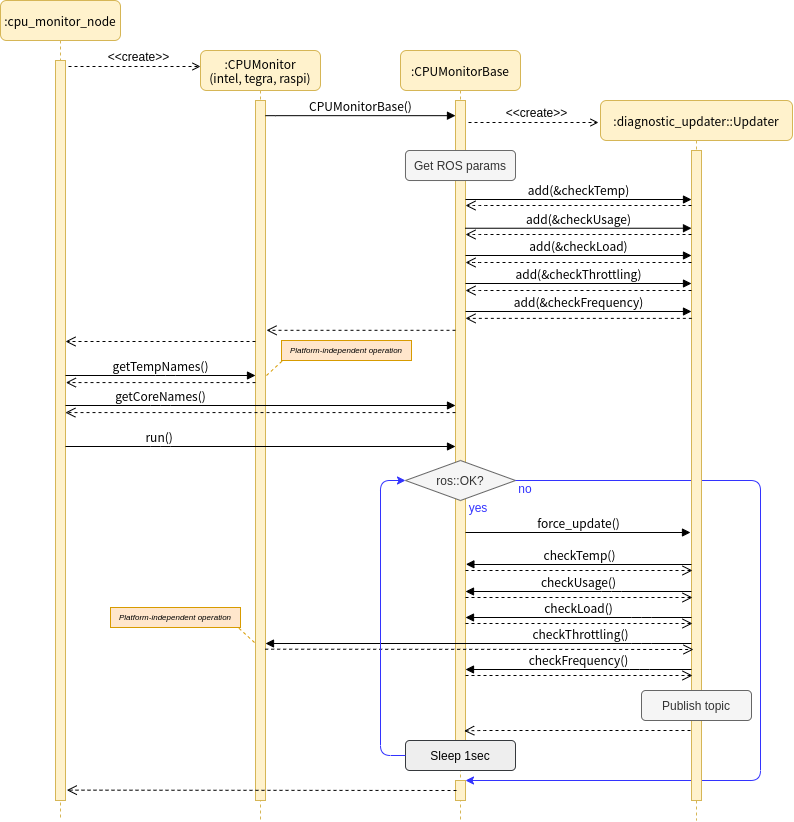 :cpu_monitor_node
<<create>>
:CPUMonitor
(intel, tegra, raspi)
:CPUMonitorBase
CPUMonitorBase()
<<create>>
:diagnostic_updater::Updater
Get ROS params
add(&checkTemp)
add(&checkUsage)
add(&checkLoad)
add(&checkThrottling)
add(&checkFrequency)
Platform-independent operation
getTempNames()
getCoreNames()
run()
ros::OK?
no
yes
force_update()
checkTemp()
checkUsage()
checkLoad()
Platform-independent operation
checkThrottling()
checkFrequency()
Publish topic
Sleep 1sec